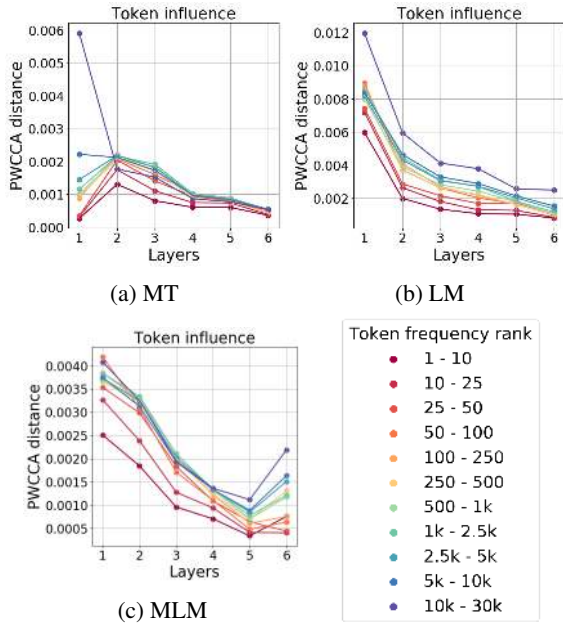 Token influence
0.006
0.005
0.004
0.003
0.002
0.001
0.000
PWCCA distance
1 2 3 4 5 6
Layers
(a) MT
Token influence
0.012
0.010
0.008
0.006
0.004
0.002
PWCCA distance
1 2 3 4 5 6
Layers
(b) LM
Token influence
0.0040
0.0035
0.0030
0.0025
0.0020
0.0015
0.0010
0.0005
PWCCA distance
1 2 3 4 5 6
Layers
(c) MLM
Token frequency rank
1 - 10
10 - 25
25 - 50
50 - 100
100 - 250
250 - 500
500 - 1k
1k - 2.5k
2.5k - 5k
5k - 10k
10k - 30k